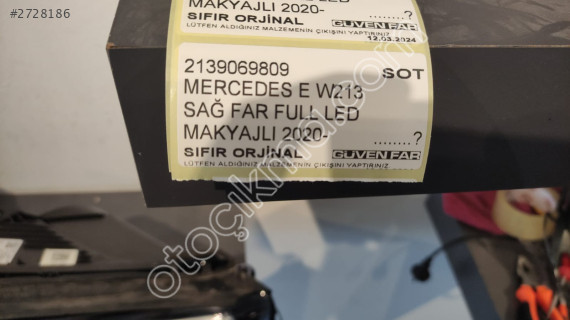 #2728186
MAKYAJLI 2020-
SIFIR ORJİNAL ........?
GÜVEN FAR
LÜTFEN ALDIĞINIZ MALZEMENİN ÇIKIŞINI YAPTIRINIZ 12.03.2024
2139069809 SOT
MERCEDES E W213
SAĞ FAR FULL LED
MAKYAJLI 2020- ........?
SIFIR ORJİNAL GÜVEN FAR
LÜTFEN ALDIĞINIZ MALZEMENİN ÇIKIŞINI YAPTIRINIZ
otoçıkma.com